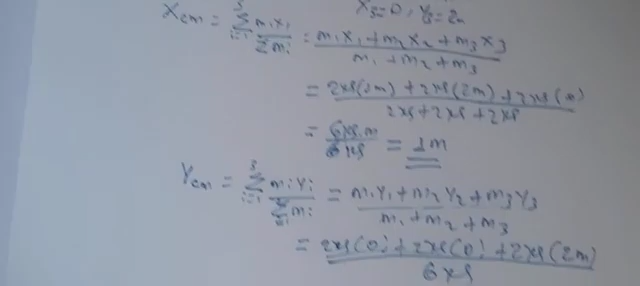 X₃=0, Y₃=2m
Xcm = Σ³ᵢ₌₁ mᵢxᵢ / Σmᵢ = m₁x₁+m₂x₂+m₃x₃ / m₁+m₂+m₃
= 2kg(1m)+2kg(2m)+2kg(0) / 2kg+2kg+2kg
= 6kg.m / 6kg = 1m
Ycm = Σ³ᵢ₌₁ mᵢyᵢ / Σmᵢ = m₁y₁+m₂y₂+m₃y₃ / m₁+m₂+m₃
= 2kg(0)+2kg(0)+2kg(2m) / 6kg